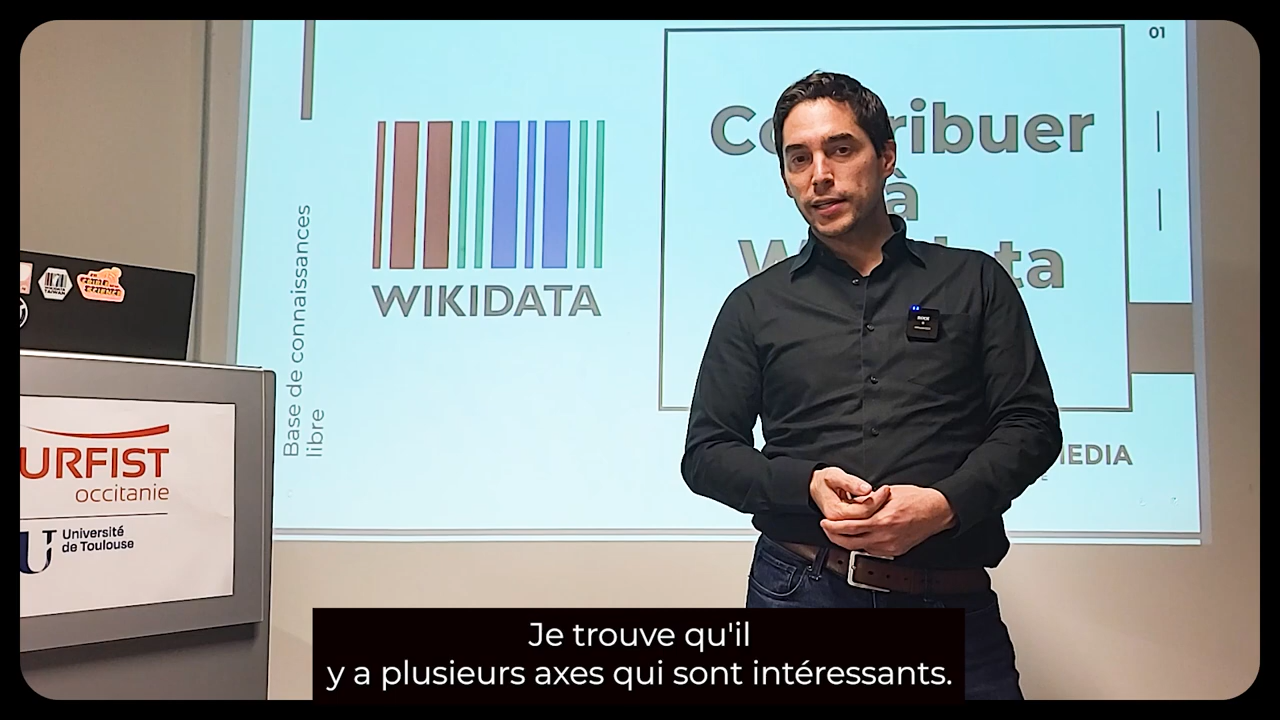 01
Base de connaissances
libre
WIKIDATA
à
URFIST
occitanie
Université
de Toulouse
Je trouve qu'il
y a plusieurs axes qui sont intéressants.